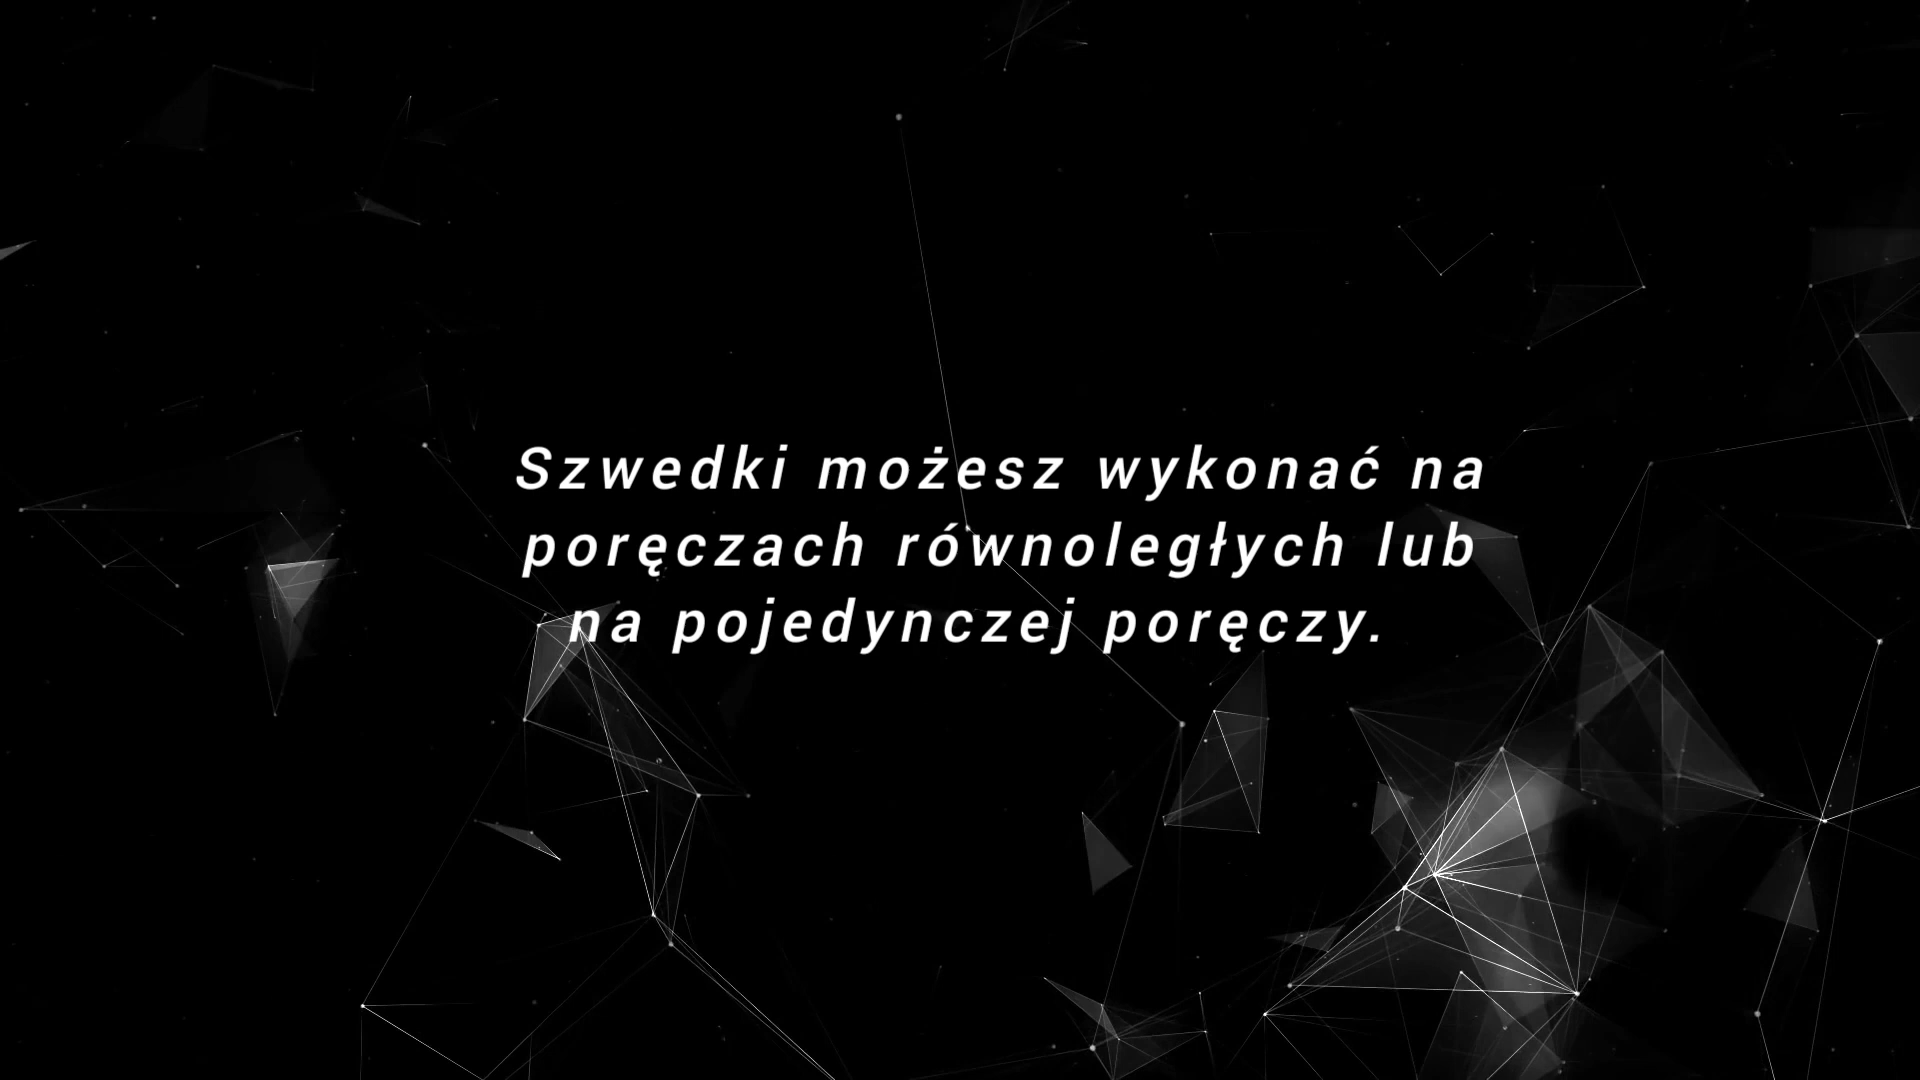 Szwedki możesz wykonać na
poręczach równoległych lub
na pojedynczej poręczy.